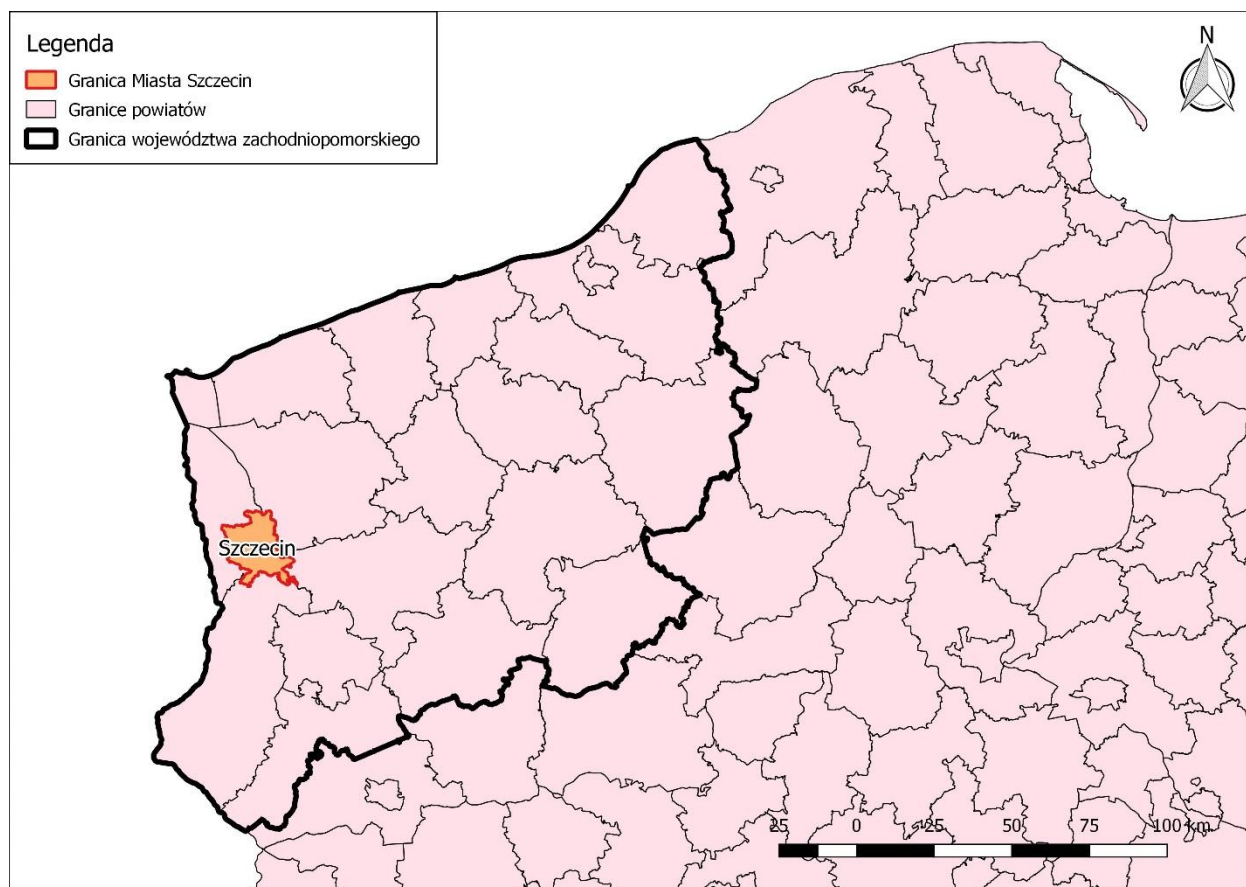 Legenda
Granica Miasta Szczecin
Granice powiatów
Granica województwa zachodniopomorskiego
N
Szczecin
25 0 25 50 75 100 km